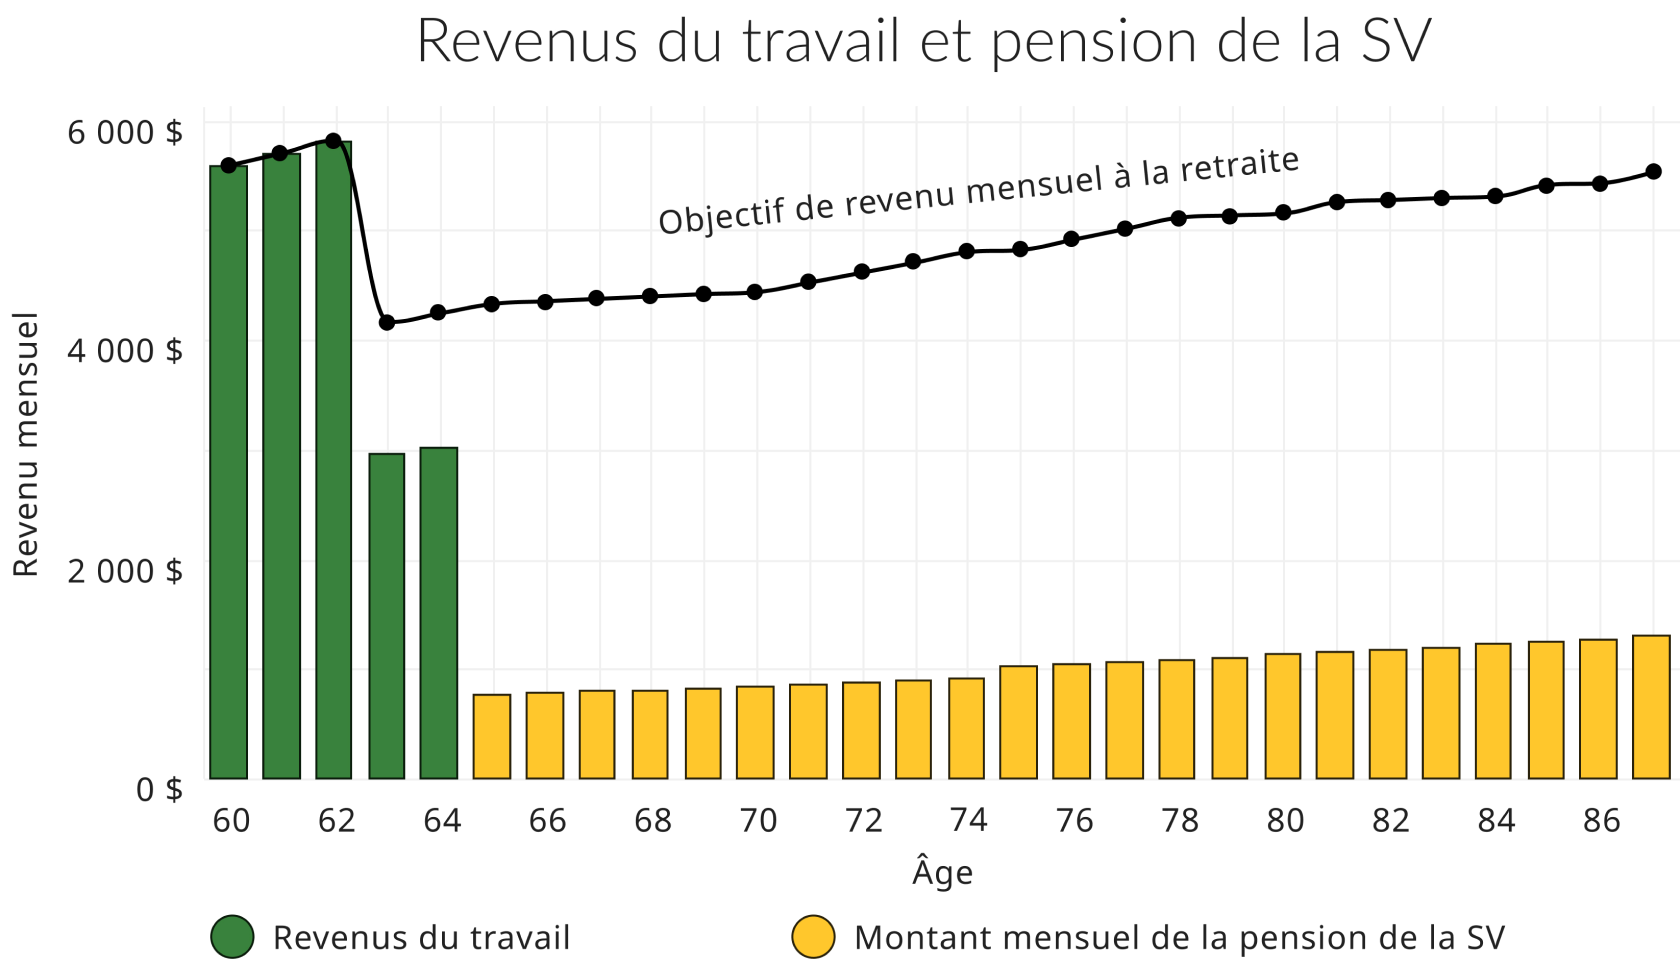 Revenus du travail et pension de la SV
6 000 $
Objectif de revenu mensuel à la retraite
4 000 $
Revenu mensuel
2 000 $
0 $
60 62 64 66 68 70 72 74 76 78 80 82 84 86
Âge
Revenus du travail
Montant mensuel de la pension de la SV